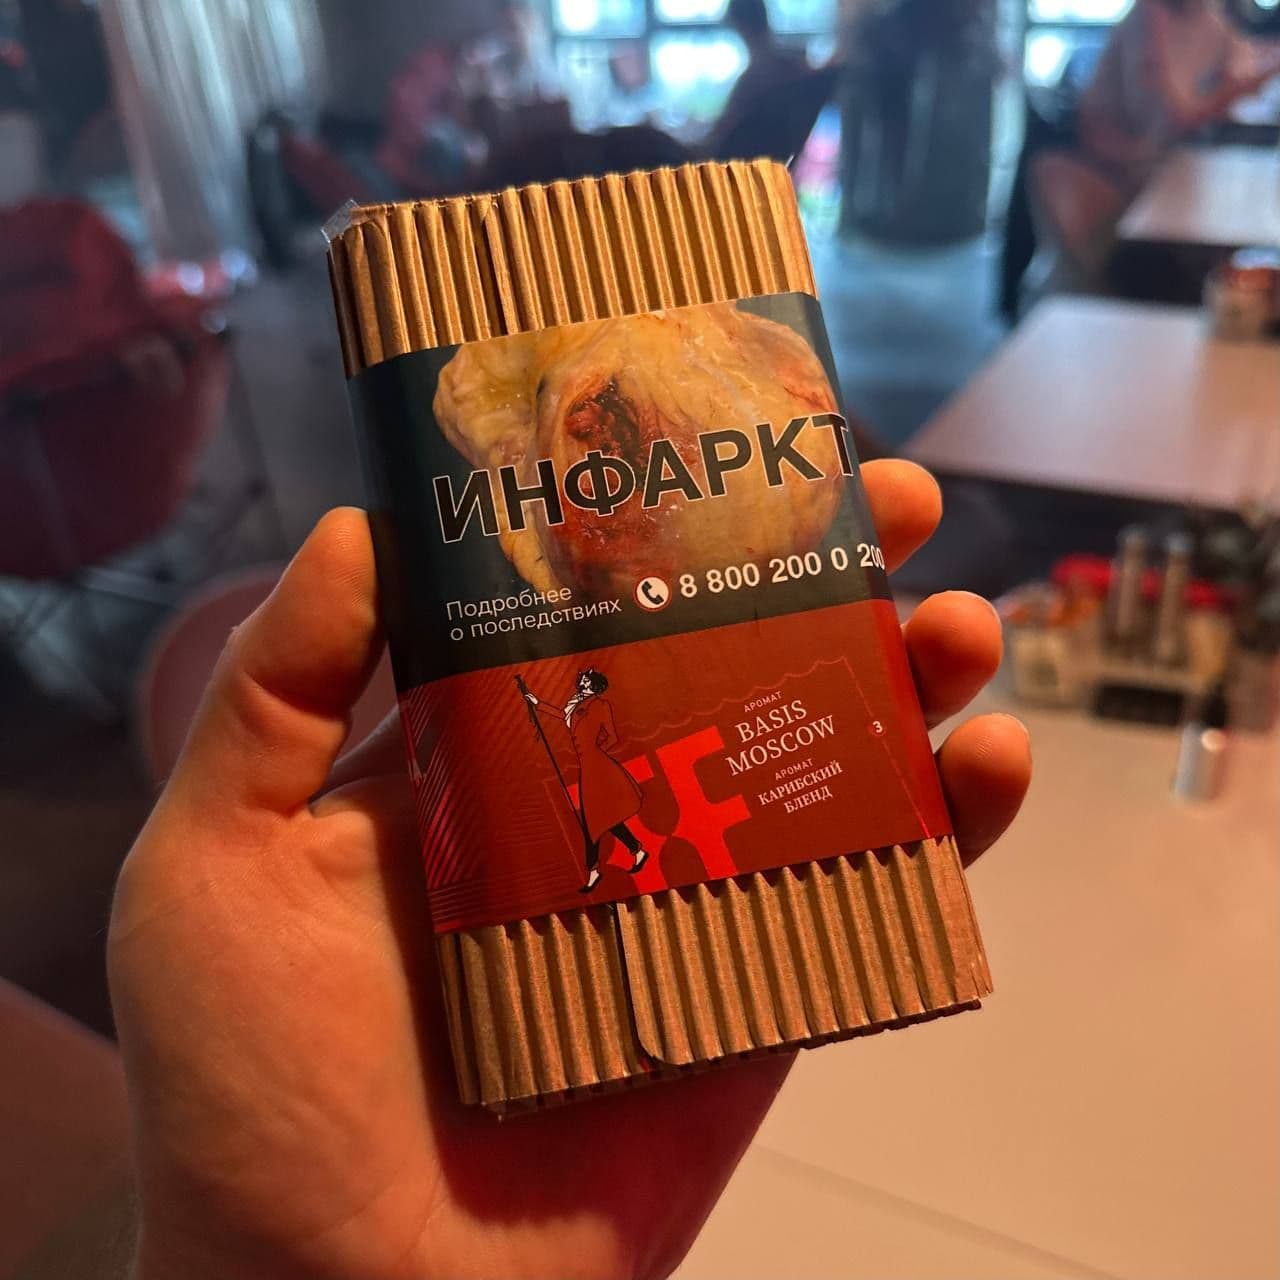 ИНФАРКТ
Подробнее
о последствиях
8 800 200 0 200
АРОМАТ
BASIS
MOSCOW
АРОМАТ
КАРИБСКИЙ
БЛЕНД
3